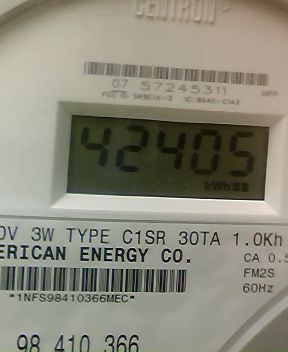 CENTRON
07 57245311
42405
kWh
0V 3W TYPE C1SR 30TA 1.0Kh
ERICAN ENERGY CO.
CA 0.5
FM2S
60Hz
*1NFS98410366MEC*
98 410 366